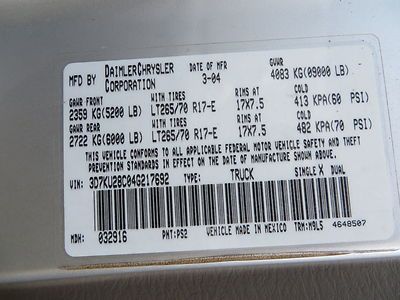 MFD BY DAIMLERCHRYSLER CORPORATION DATE OF MFR 3-04 GVWR 4083 KG(09000 LB)
GAWR FRONT WITH TIRES RIMS AT COLD
2359 KG(5200 LB) LT265/70 R17-E 17X7.5 413 KPA(60 PSI)
GAWR REAR WITH TIRES RIMS AT COLD
2722 KG(6000 LB) LT265/70 R17-E 17X7.5 482 KPA(70 PSI)
THIS VEHICLE CONFORMS TO ALL APPLICABLE FEDERAL MOTOR VEHICLE SAFETY AND
THEFT PREVENTION STANDARDS IN EFFECT ON THE DATE OF MANUFACTURE SHOWN ABOVE.
VIN: 3D7KU28C04G217692 TYPE: TRUCK SINGLE X DUAL
MDH: 032916 PNT:PS2 VEHICLE MADE IN MEXICO TRM:M9L5 4648507